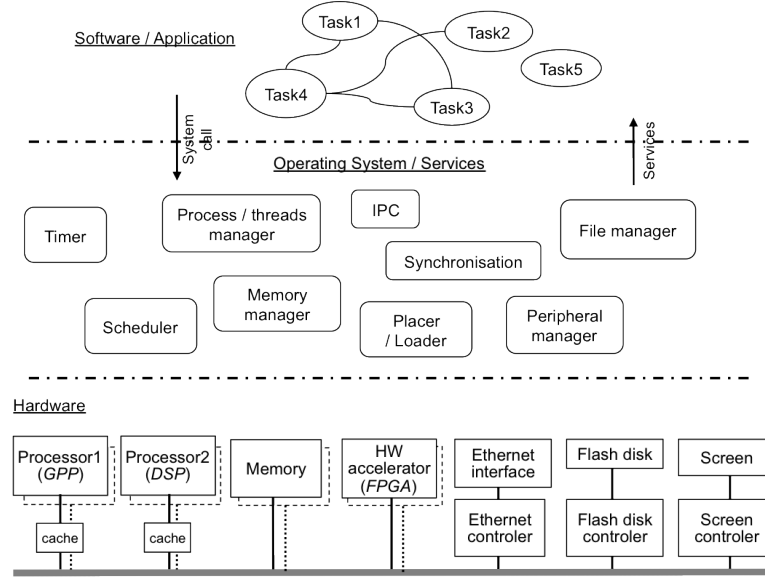 Software / Application
Task1
Task2
Task5
Task4
Task3
System
call
Services
Operating System / Services
Timer
Process / threads
manager
IPC
File manager
Synchronisation
Scheduler
Memory
manager
Placer
/ Loader
Peripheral
manager
Hardware
Processor1
(GPP)
Processor2
(DSP)
Memory
HW
accelerator
(FPGA)
Ethernet
interface
Flash disk
Screen
cache
cache
Ethernet
controler
Flash disk
controler
Screen
controler